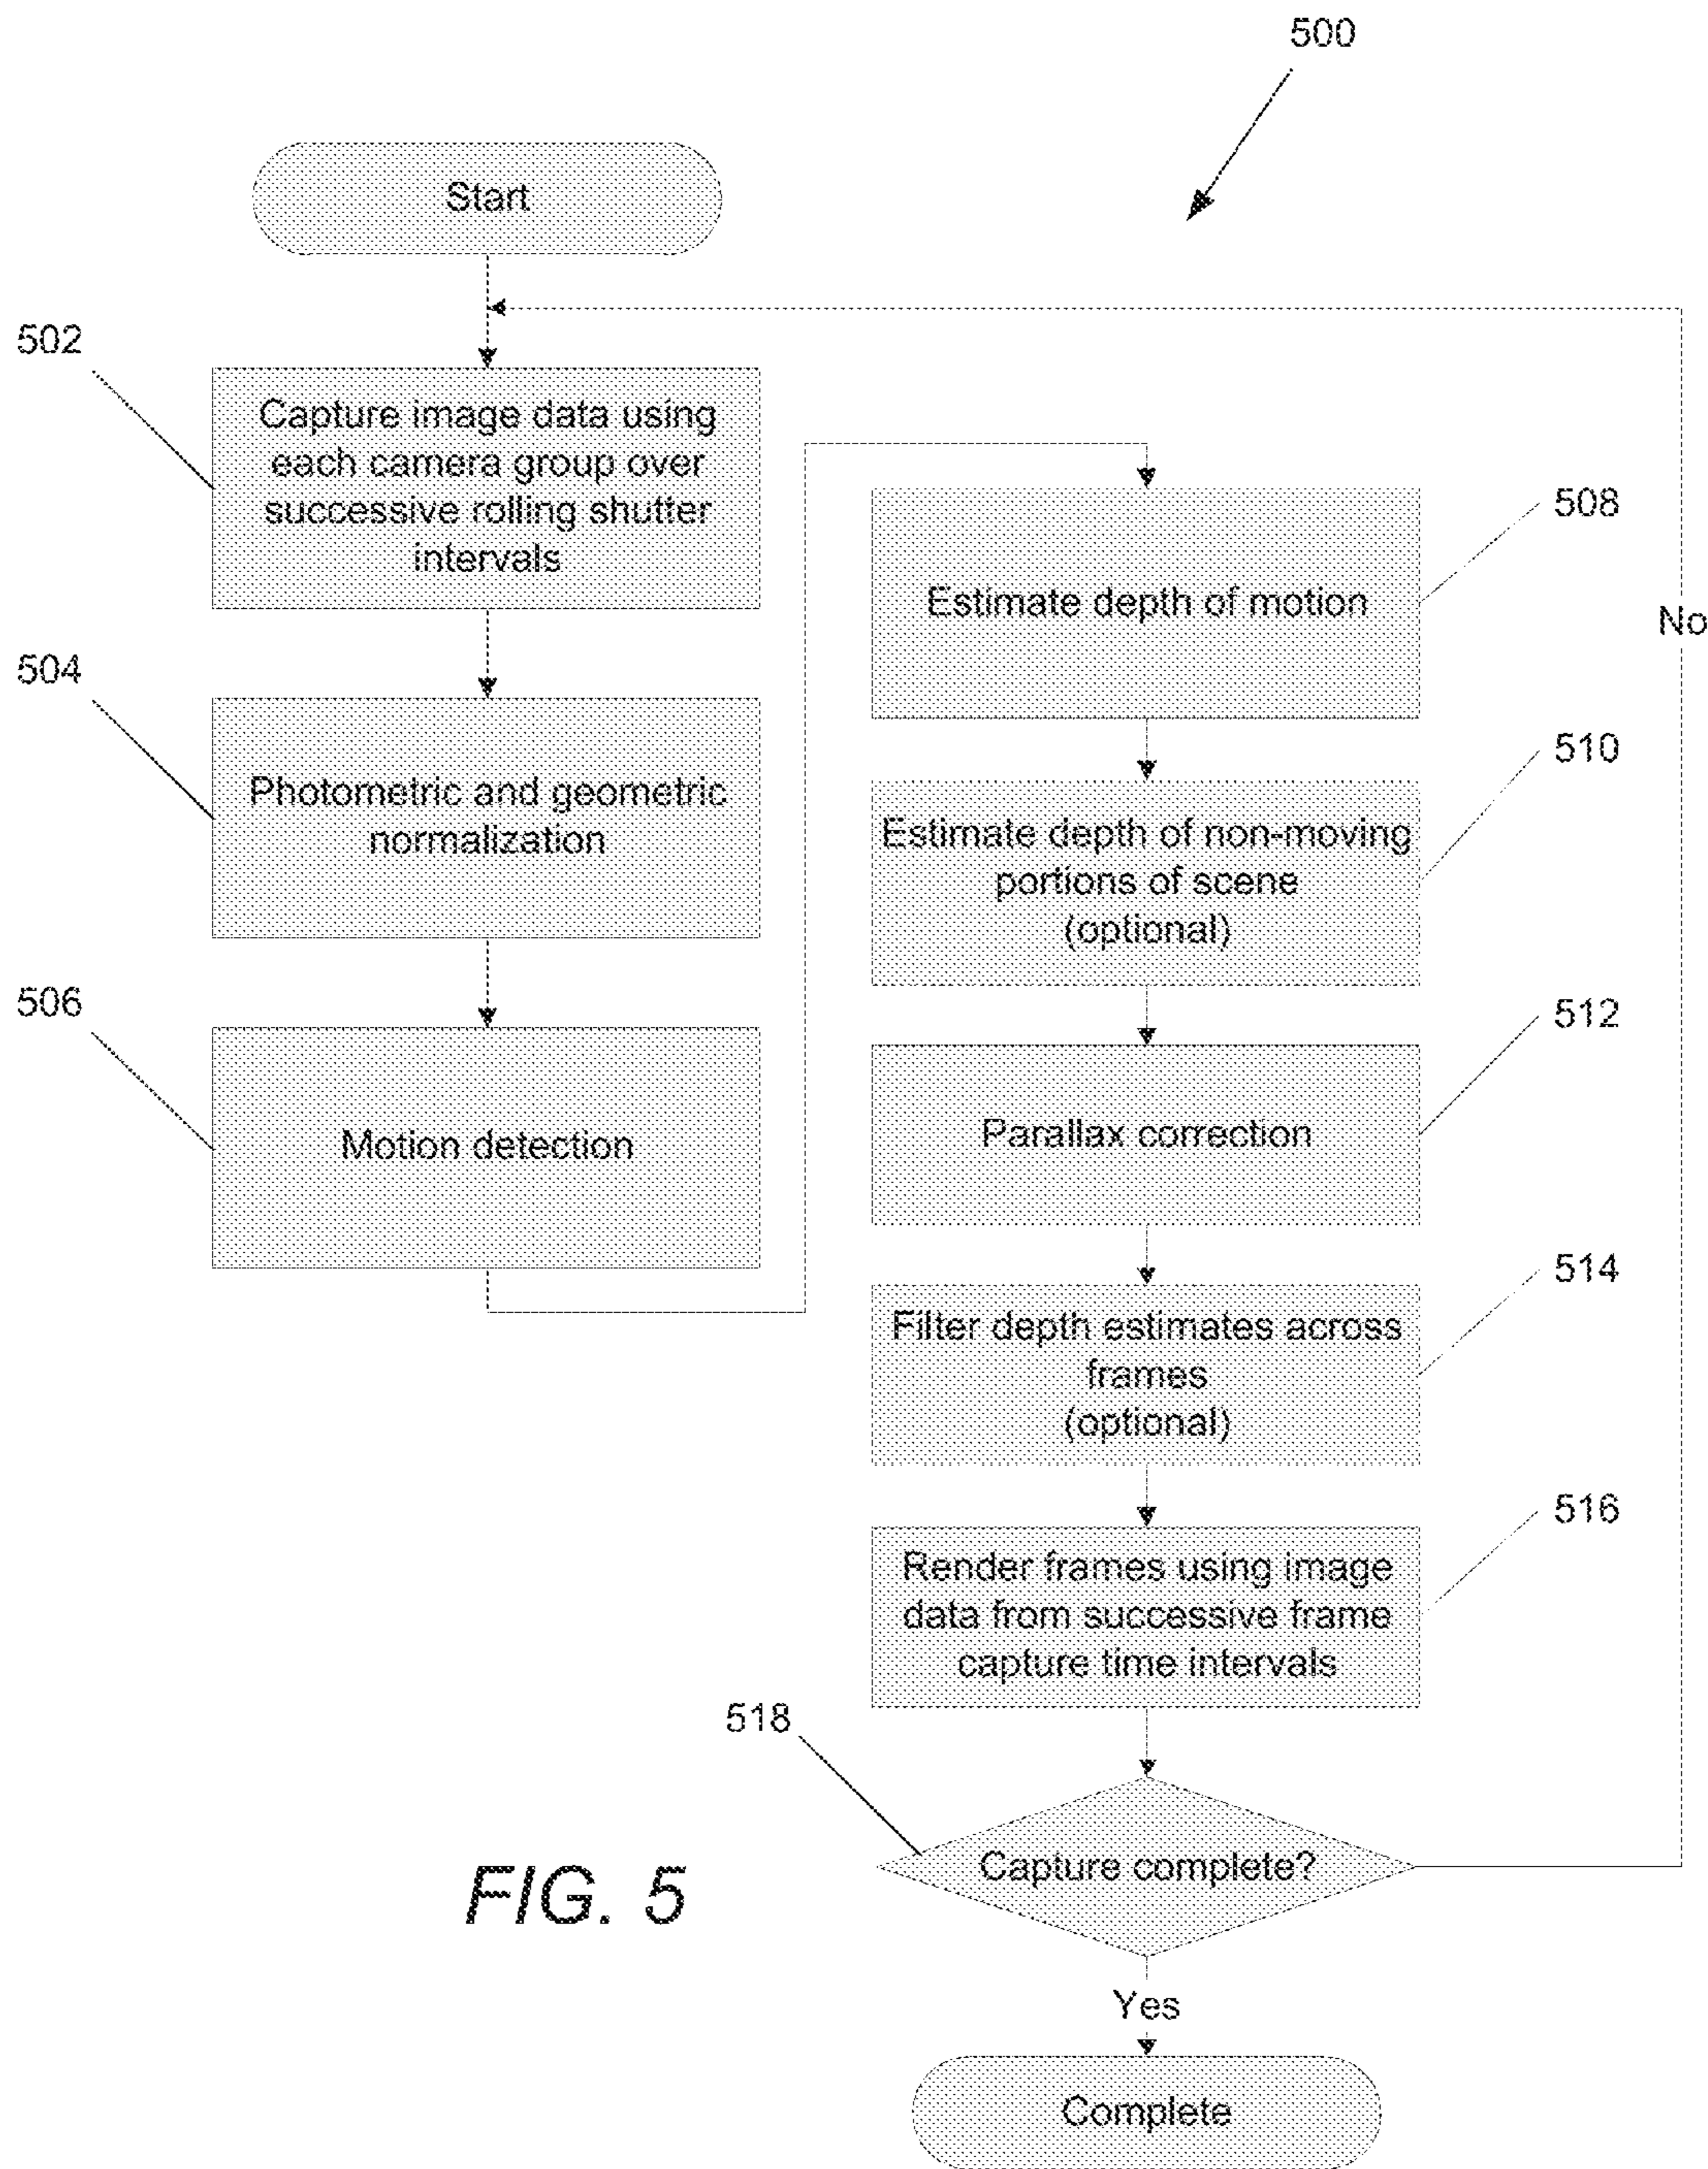 500
Start
502
Capture image data using
each camera group over
successive rolling shutter
intervals
504
Photometric and geometric
normalization
506
Motion detection
508
Estimate depth of motion
No
510
Estimate depth of non-moving
portions of scene
(optional)
512
Parallax correction
514
Filter depth estimates across
frames
(optional)
516
Render frames using image
data from successive frame
capture time intervals
518
Capture complete?
Yes
Complete
FIG. 5